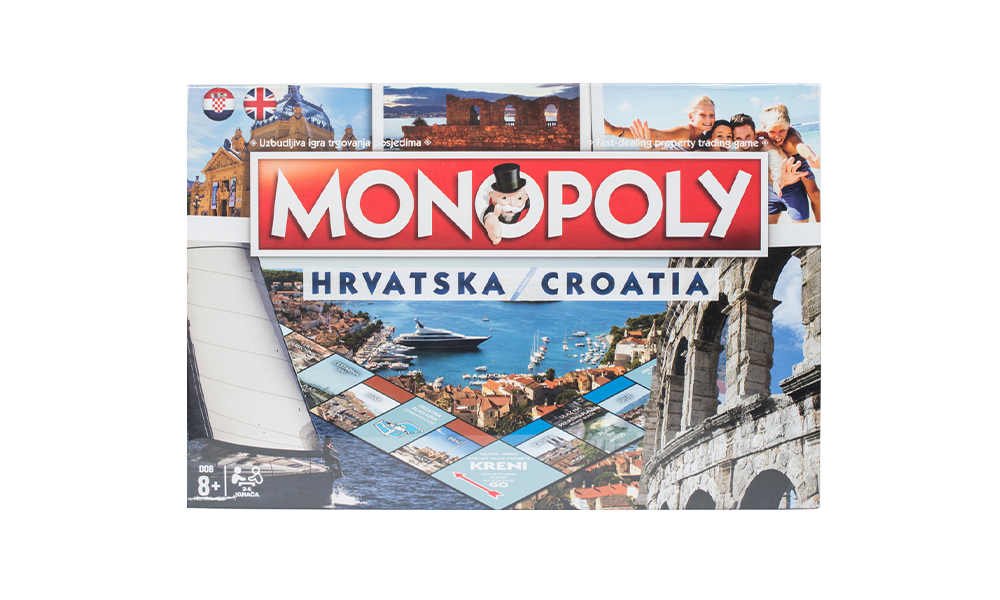 Uzbudljiva igra trgovanja posjedima
Fast-dealing property trading game
MONOPOLY
HRVATSKA / CROATIA
KRENI
GO
DOB
8+
2-6
IGRAČA